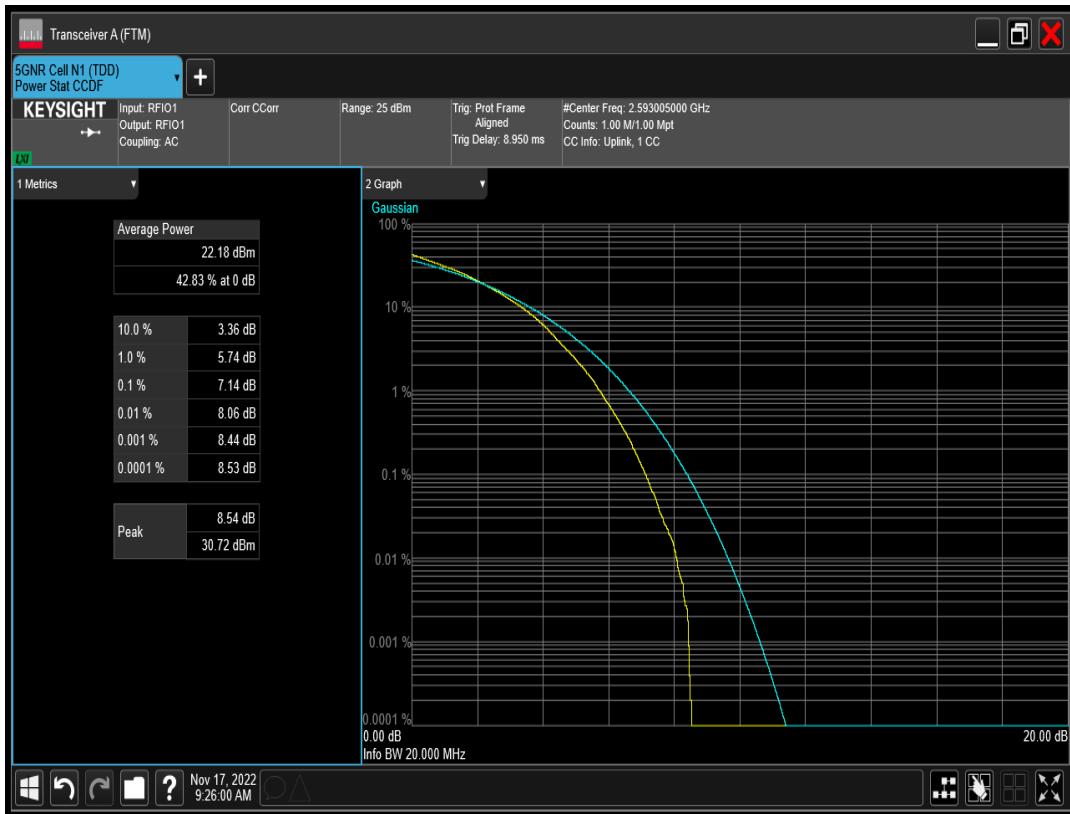 Transceiver A (FTM)
5GNR Cell N1 (TDD)
Power Stat CCDF
+
KEYSIGHT
LXI
Input: RFIO1
Output: RFIO1
Coupling: AC
Corr CCorr
Range: 25 dBm
Trig: Prot Frame
Aligned
Trig Delay: 8.950 ms
#Center Freq: 2.593005000 GHz
Counts: 1.00 M/1.00 Mpt
CC Info: Uplink, 1 CC
1 Metrics
Average Power
22.18 dBm
42.83 % at 0 dB
10.0 % 3.36 dB
1.0 % 5.74 dB
0.1 % 7.14 dB
0.01 % 8.06 dB
0.001 % 8.44 dB
0.0001 % 8.53 dB
Peak 8.54 dB
30.72 dBm
2 Graph
Gaussian
100 %
10 %
1 %
0.1 %
0.01 %
0.001 %
0.0001 %
0.00 dB 20.00 dB
Info BW 20.000 MHz
?
Nov 17, 2022
9:26:00 AM